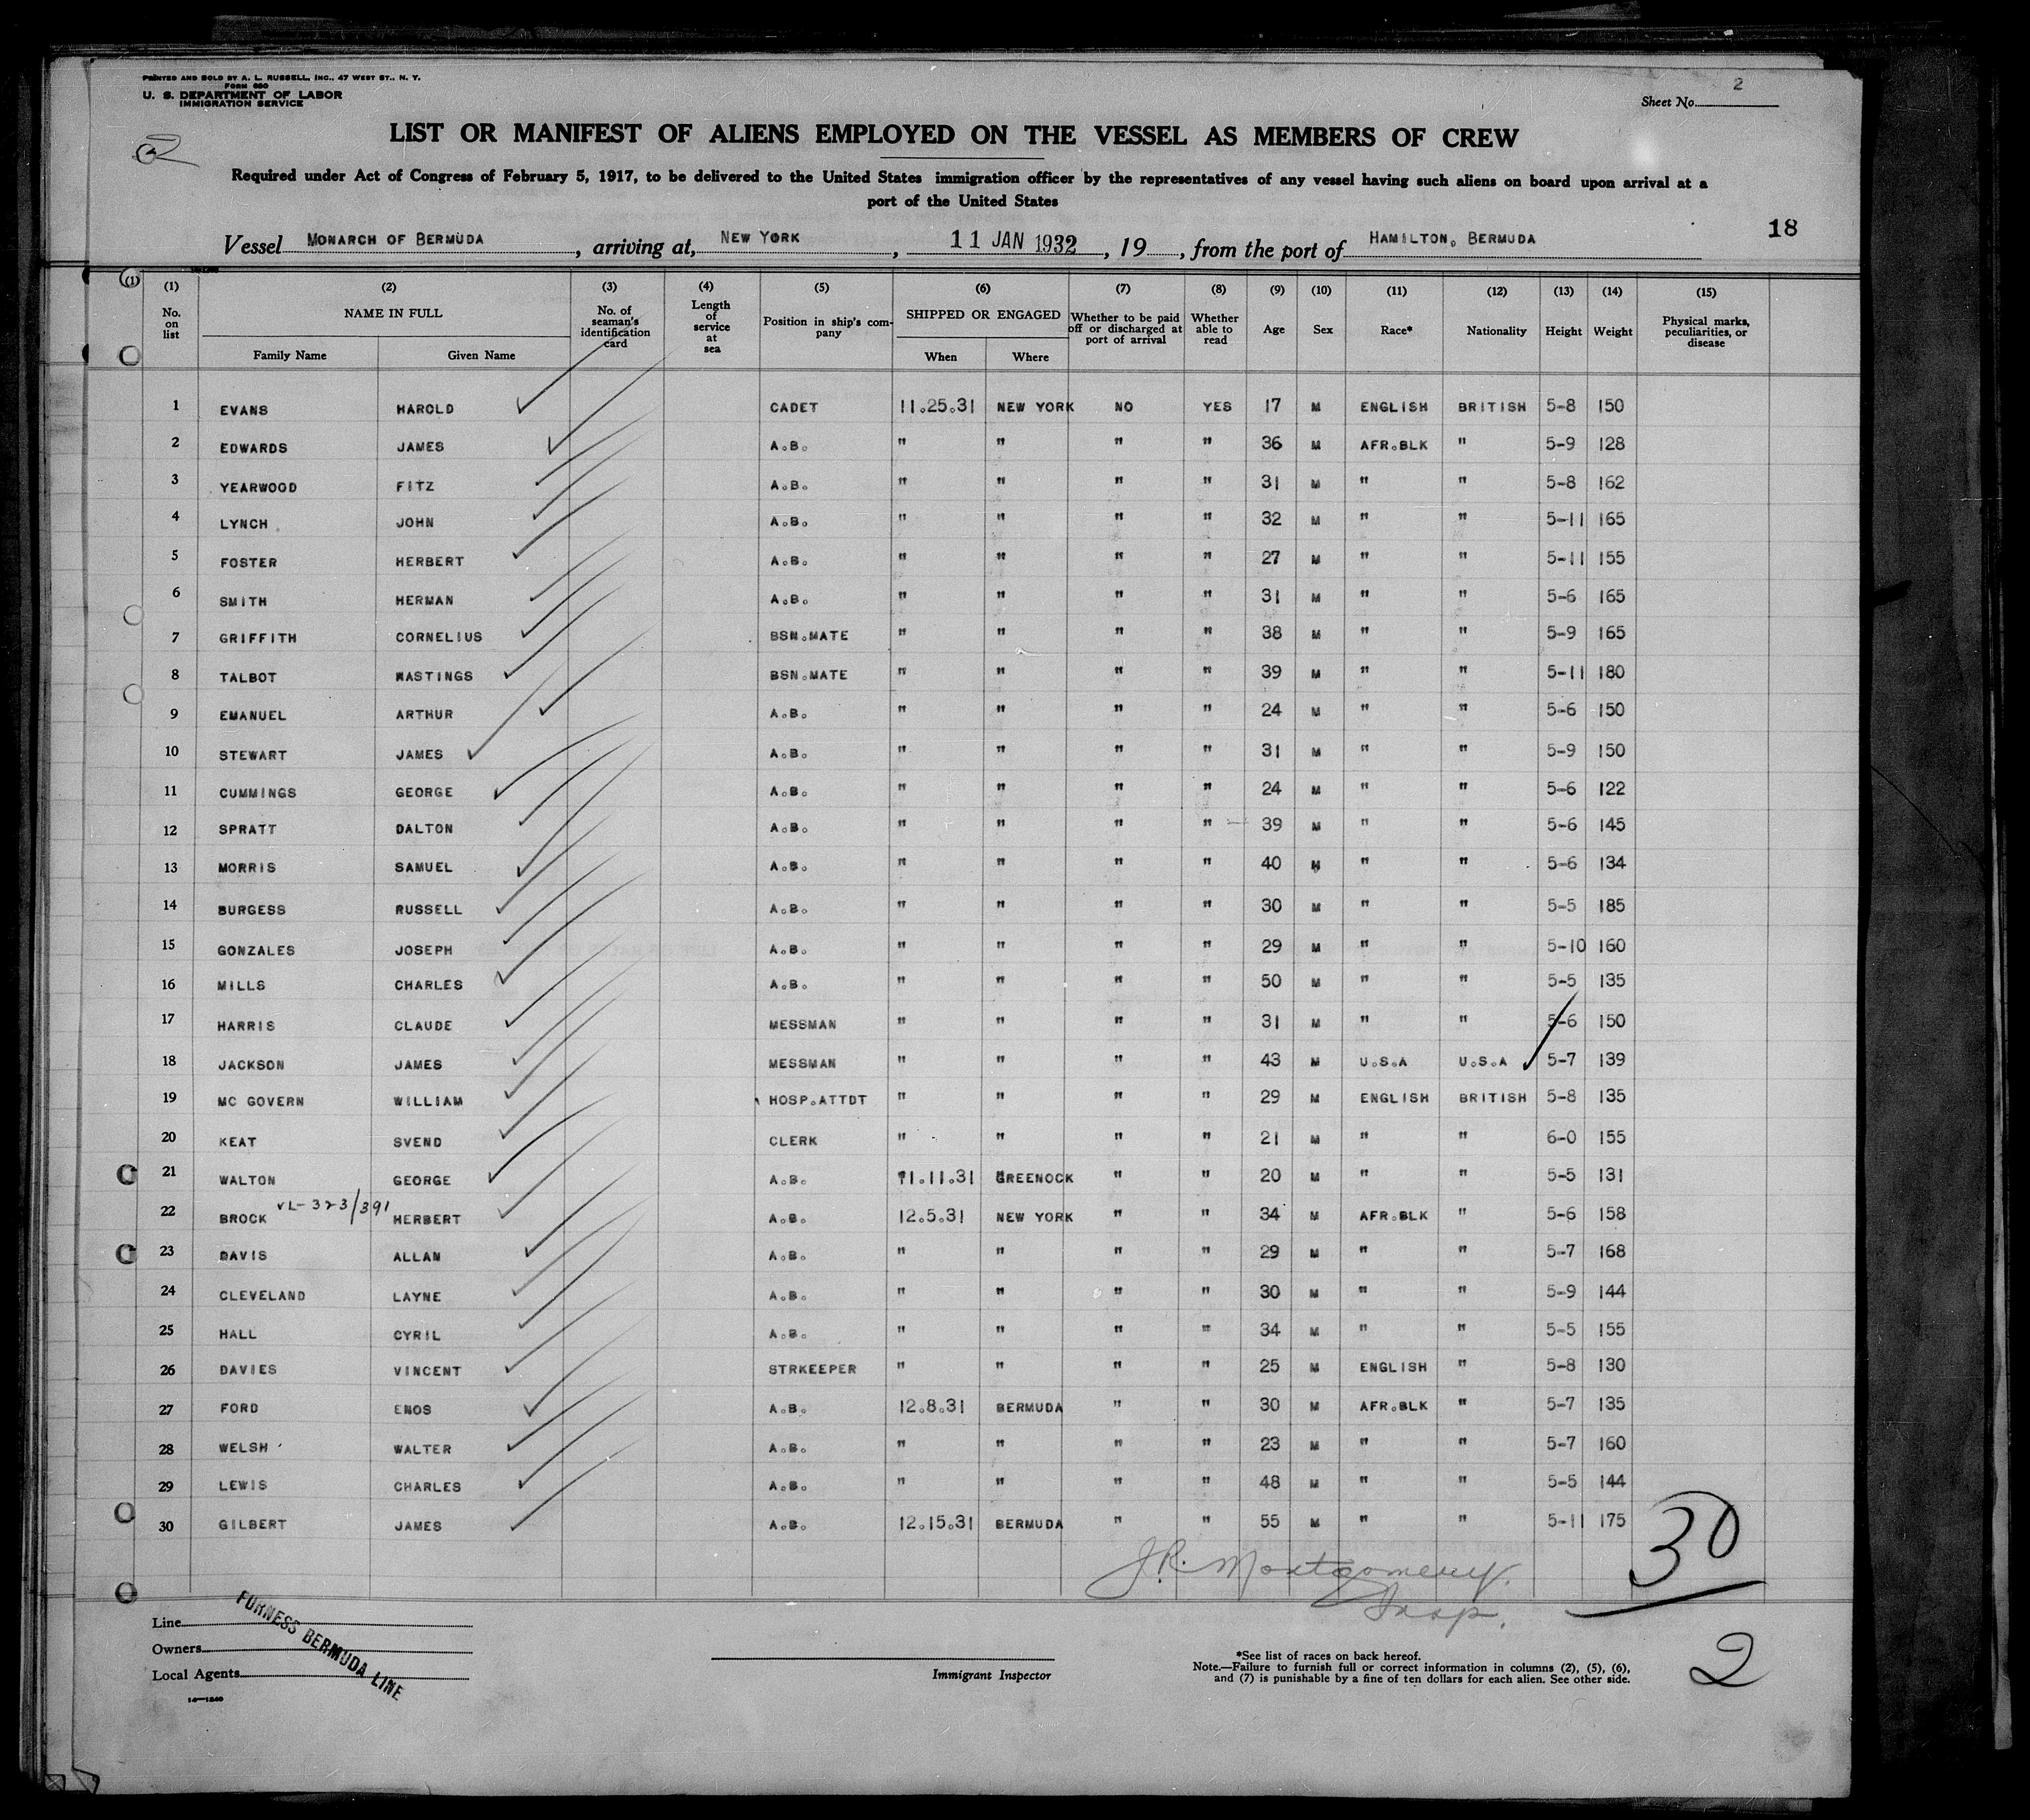 PRINTED AND SOLD BY A. L. RUSSELL, INC., 47 WEST ST., N. Y.
FORM 680
U. S. DEPARTMENT OF LABOR
IMMIGRATION SERVICE
2
Sheet No.
LIST OR MANIFEST OF ALIENS EMPLOYED ON THE VESSEL AS MEMBERS OF CREW
Required under Act of Congress of February 5, 1917, to be delivered to the United States immigration officer by the representatives of any vessel having such aliens on board upon arrival at a
port of the United States
18
Vessel MONARCH OF BERMUDA, arriving at, NEW YORK, 11 JAN 1932, 19, from the port of HAMILTON, BERMUDA
(1) (2) (3) (4) (5) (6) (7) (8) (9) (10) (11) (12) (13) (14) (15)
No. on list NAME IN FULL Family Name Given Name No. of seaman's identification card Length of service at sea Position in ship's company SHIPPED OR ENGAGED When Where Whether to be paid off or discharged at port of arrival Whether able to read Age Sex Race* Nationality Height Weight Physical marks, peculiarities, or disease
1 EVANS HAROLD CADET 11.25.31 NEW YORK NO YES 17 M ENGLISH BRITISH 5-8 150
2 EDWARDS JAMES A.B. " " " " 36 M AFR.BLK " 5-9 128
3 YEARWOOD FITZ A.B. " " " " 31 M " " 5-8 162
4 LYNCH JOHN A.B. " " " " 32 M " " 5-11 165
5 FOSTER HERBERT A.B. " " " " 27 M " " 5-11 155
6 SMITH HERMAN A.B. " " " " 31 M " " 5-6 165
7 GRIFFITH CORNELIUS BSN.MATE " " " " 38 M " " 5-9 165
8 TALBOT HASTINGS BSN.MATE " " " " 39 M " " 5-11 180
9 EMANUEL ARTHUR A.B. " " " " 24 M " " 5-6 150
10 STEWART JAMES A.B. " " " " 31 M " " 5-9 150
11 CUMMINGS GEORGE A.B. " " " " 24 M " " 5-6 122
12 SPRATT DALTON A.B. " " " " 39 M " " 5-6 145
13 MORRIS SAMUEL A.B. " " " " 40 M " " 5-6 134
14 BURGESS RUSSELL A.B. " " " " 30 M " " 5-5 185
15 GONZALES JOSEPH A.B. " " " " 29 M " " 5-10 160
16 MILLS CHARLES A.B. " " " " 50 M " " 5-5 135
17 HARRIS CLAUDE MESSMAN " " " " 31 M " " 5-6 150
18 JACKSON JAMES MESSMAN " " " " 43 M U.S.A U.S.A 5-7 139
19 MC GOVERN WILLIAM HOSP.ATTDT " " " " 29 M ENGLISH BRITISH 5-8 135
20 KEAT SVEND CLERK " " " " 21 M " " 6-0 155
21 WALTON GEORGE A.B. 11.11.31 GREENOCK " " 20 M " " 5-5 131
22 BROCK VL-323/391 HERBERT A.B. 12.5.31 NEW YORK " " 34 M AFR.BLK " 5-6 158
23 DAVIS ALLAN A.B. " " " " 29 M " " 5-7 168
24 CLEVELAND LAYNE A.B. " " " " 30 M " " 5-9 144
25 HALL CYRIL A.B. " " " " 34 M " " 5-5 155
26 DAVIES VINCENT STRKEEPER " " " " 25 M ENGLISH " 5-8 130
27 FORD ENOS A.B. 12.8.31 BERMUDA " " 30 M AFR.BLK " 5-7 135
28 WELSH WALTER A.B. " " " " 23 M " " 5-7 160
29 LEWIS CHARLES A.B. " " " " 48 M " " 5-5 144
30 GILBERT JAMES A.B. 12.15.31 BERMUDA " " 55 M " " 5-11 175
30
J.R. Montgomery.
Insp.
2
Line
Owners
Local Agents
FURNESS BERMUDA LINE
14—1240
Immigrant Inspector
*See list of races on back hereof.
Note.—Failure to furnish full or correct information in columns (2), (5), (6),
and (7) is punishable by a fine of ten dollars for each alien. See other side.